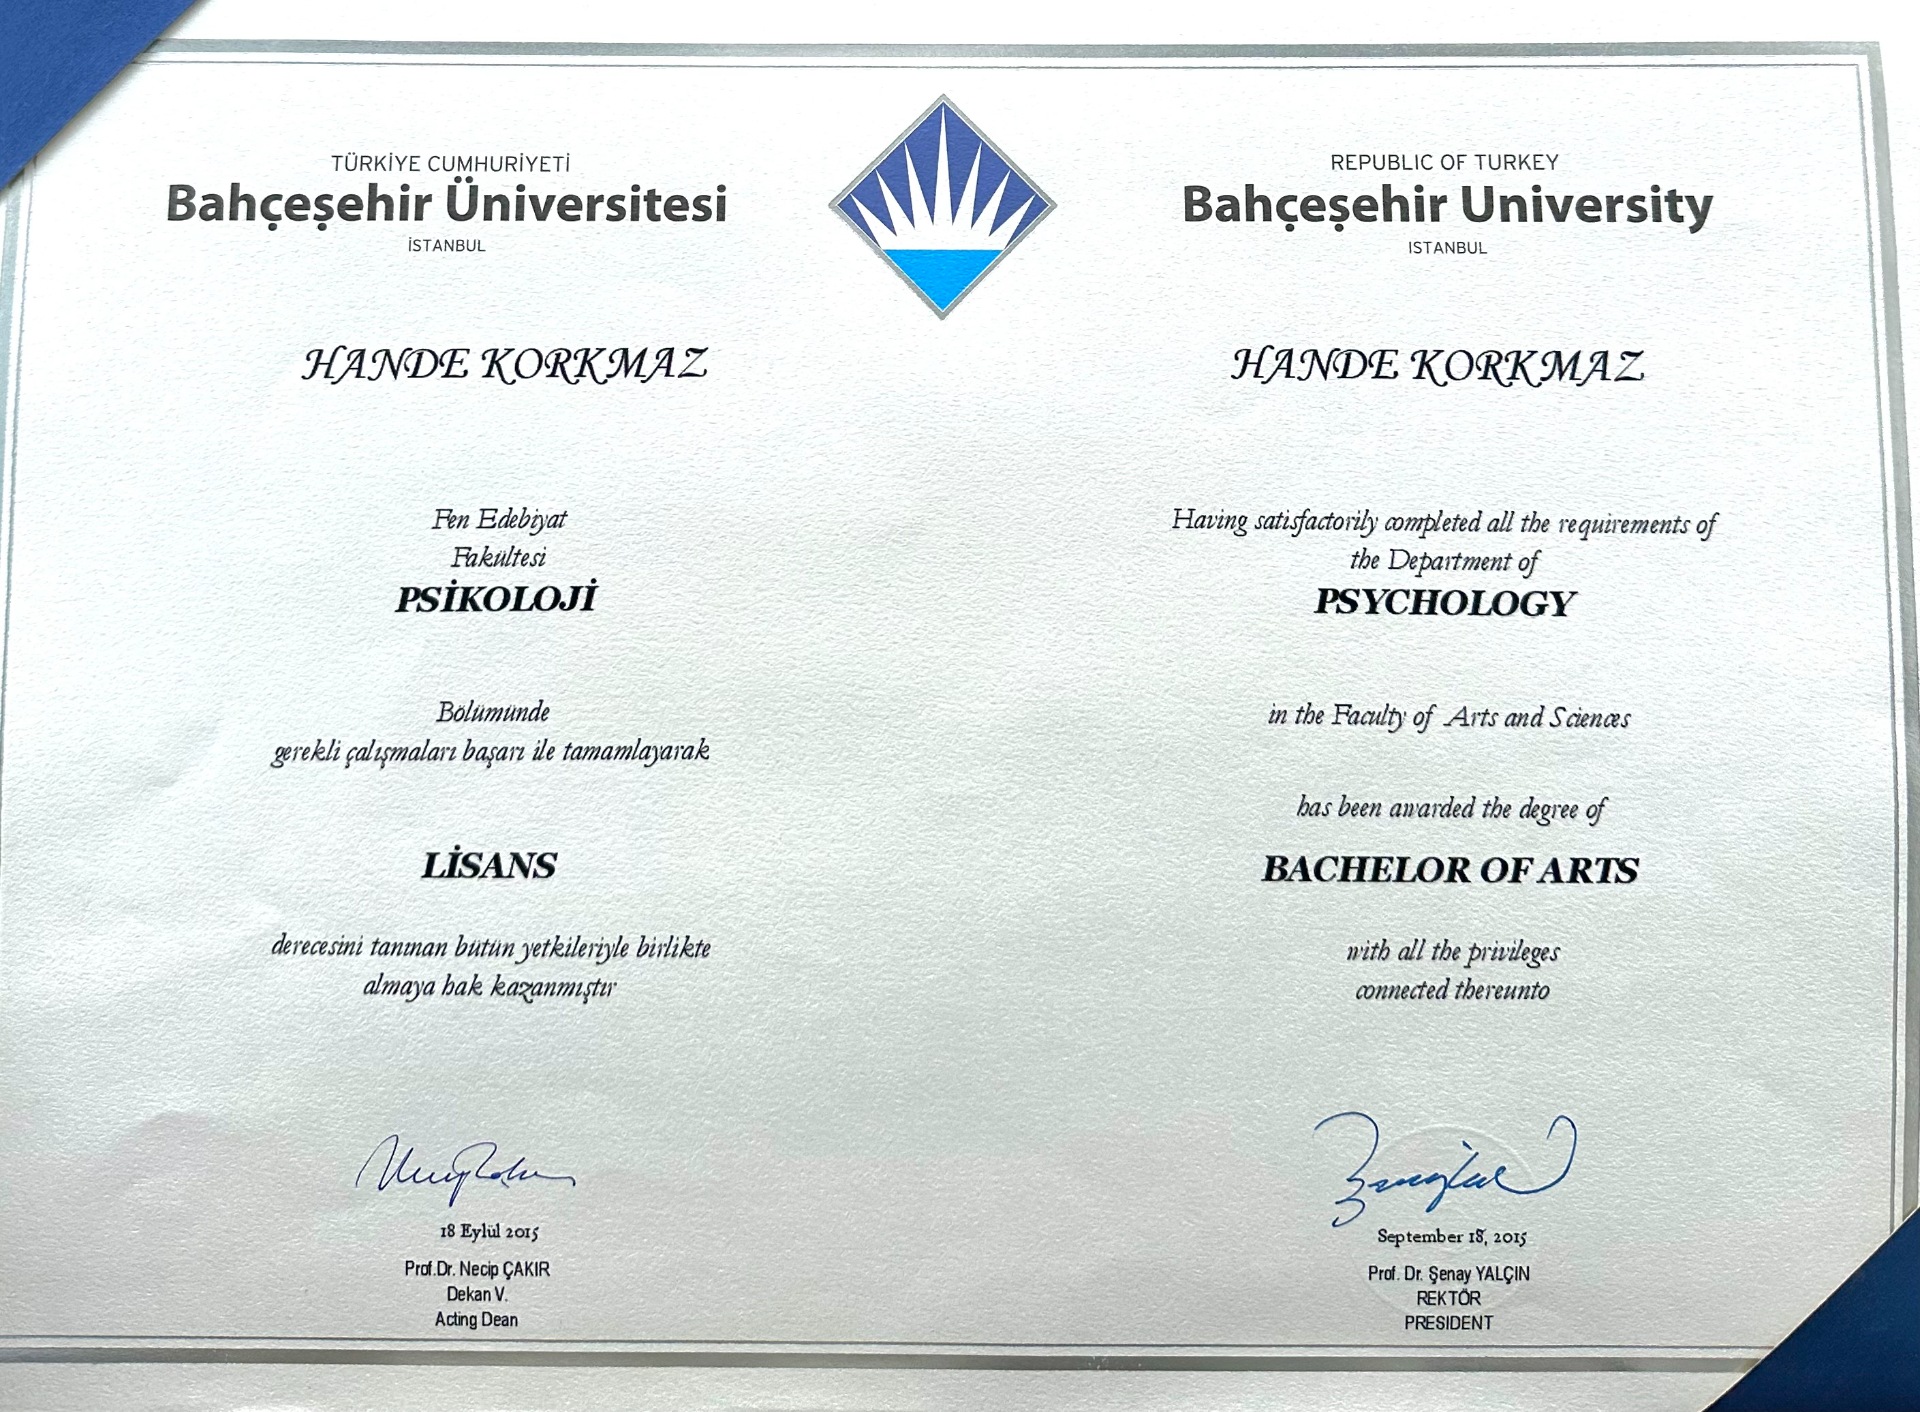 TÜRKİYE CUMHURİYETİ
Bahçeşehir Üniversitesi
İSTANBUL
HANDE KORKMAZ
Fen Edebiyat
Fakültesi
PSİKOLOJİ
Bölümünde
gerekli çalışmaları başarı ile tamamlayarak
LİSANS
derecesini tanınan bütün yetkileriyle birlikte
almaya hak kazanmıştır
18 Eylül 2015
Prof.Dr. Necip ÇAKIR
Dekan V.
Acting Dean
REPUBLIC OF TURKEY
Bahçeşehir University
ISTANBUL
HANDE KORKMAZ
Having satisfactorily completed all the requirements of
the Department of
PSYCHOLOGY
in the Faculty of Arts and Sciences
has been awarded the degree of
BACHELOR OF ARTS
with all the privileges
connected thereunto
September 18, 2015
Prof. Dr. Şenay YALÇIN
REKTÖR
PRESIDENT